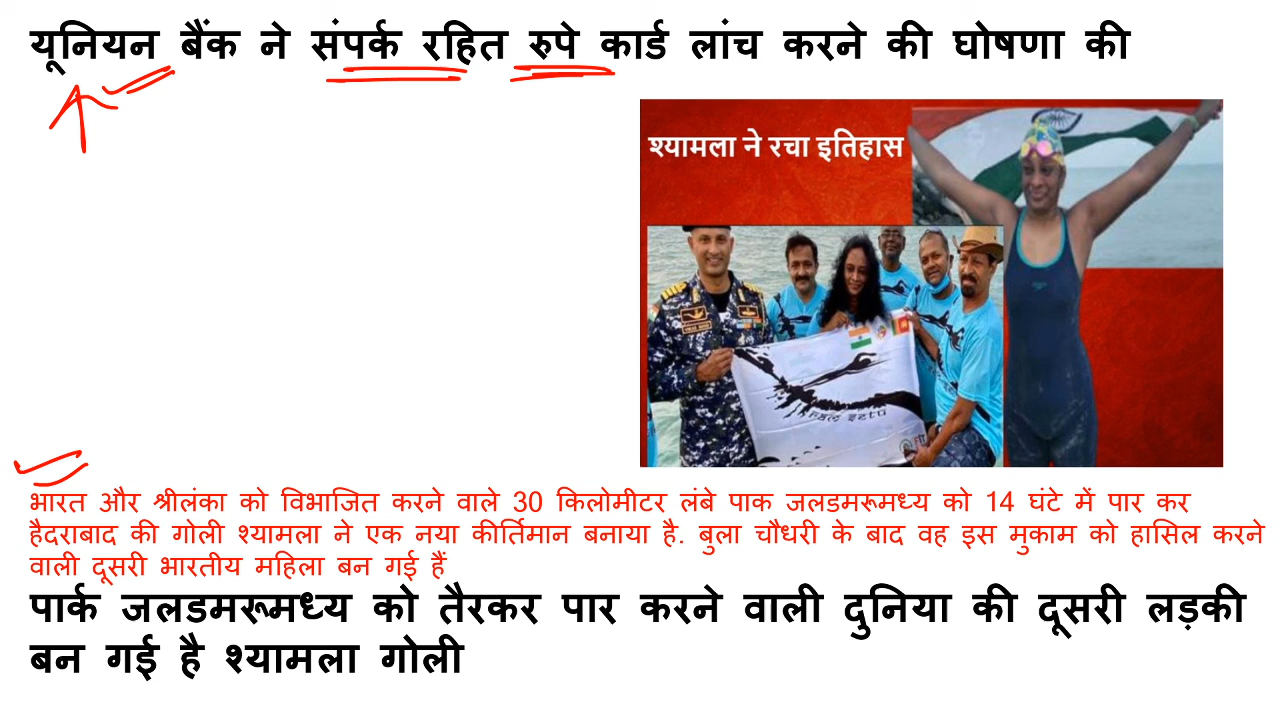 यूनियन बैंक ने संपर्क रहित रुपे कार्ड लांच करने की घोषणा की
श्यामला ने रचा इतिहास
भारत और श्रीलंका को विभाजित करने वाले 30 किलोमीटर लंबे पाक जलडमरूमध्य को 14 घंटे में पार कर
हैदराबाद की गोली श्यामला ने एक नया कीर्तिमान बनाया है. बुला चौधरी के बाद वह इस मुकाम को हासिल करने
वाली दूसरी भारतीय महिला बन गई हैं
पार्क जलडमरूमध्य को तैरकर पार करने वाली दुनिया की दूसरी लड़की
बन गई है श्यामला गोली